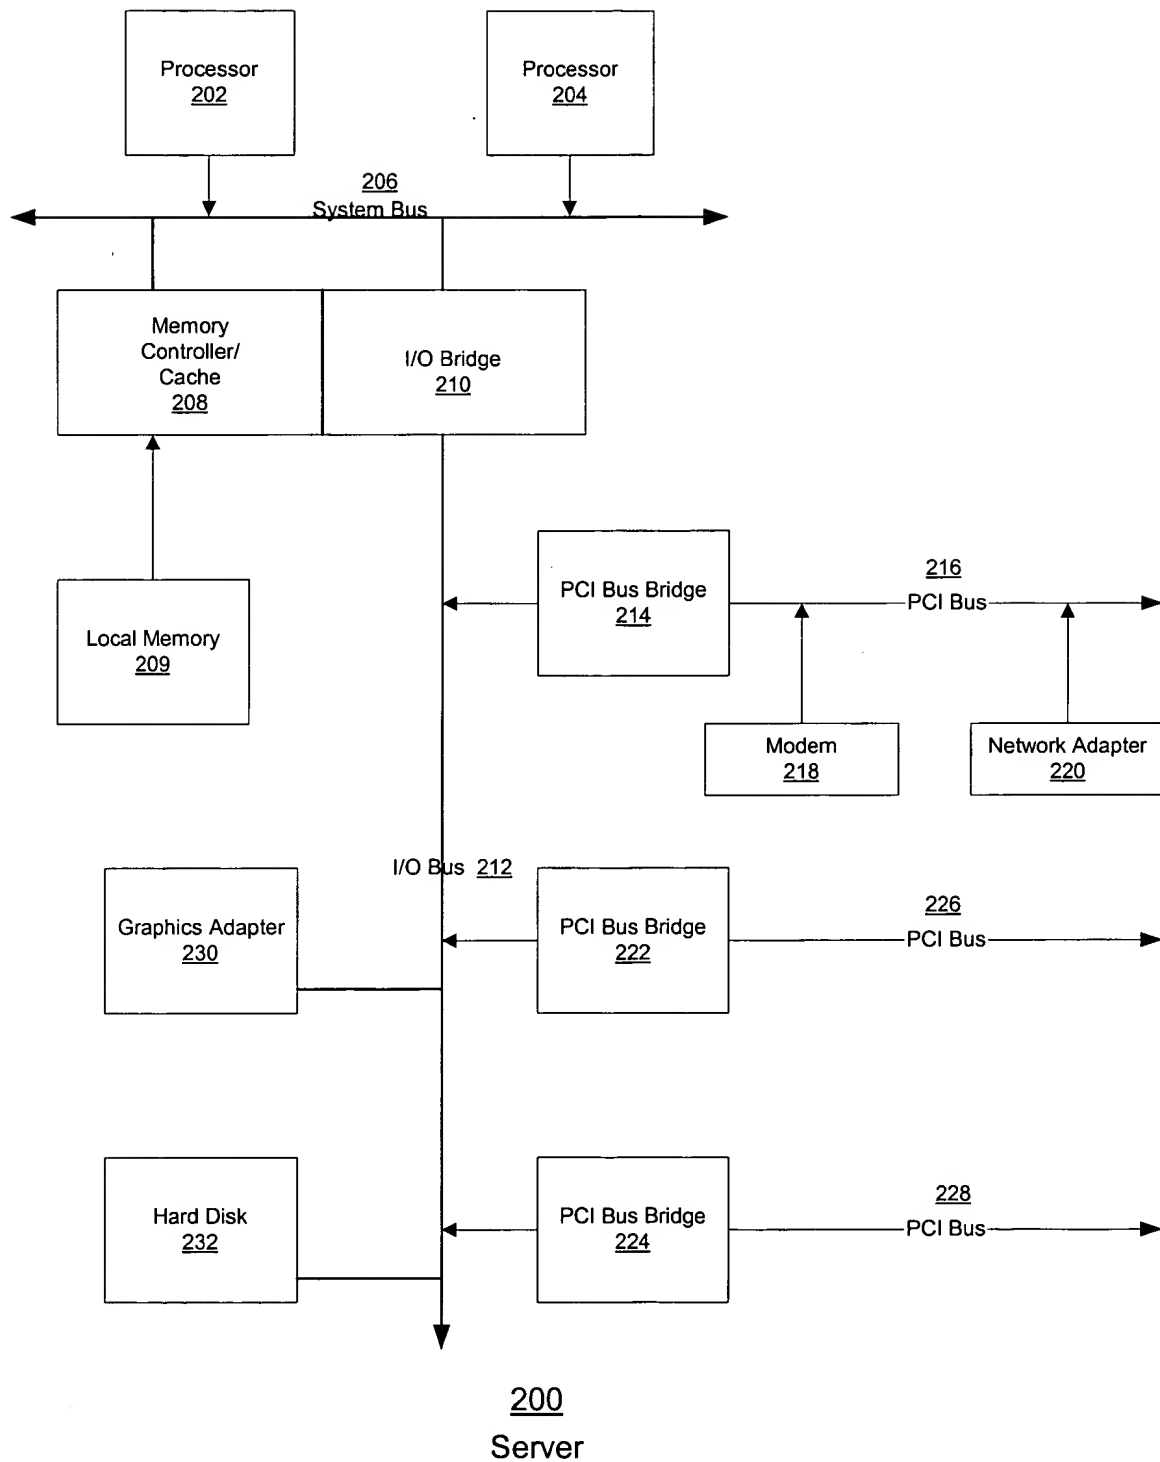 Processor
202
Processor
204
206
System Bus
Memory
Controller/
Cache
208
I/O Bridge
210
PCI Bus Bridge
214
216
PCI Bus
Local Memory
209
Modem
218
Network Adapter
220
I/O Bus 212
Graphics Adapter
230
PCI Bus Bridge
222
226
PCI Bus
Hard Disk
232
PCI Bus Bridge
224
228
PCI Bus
200
Server